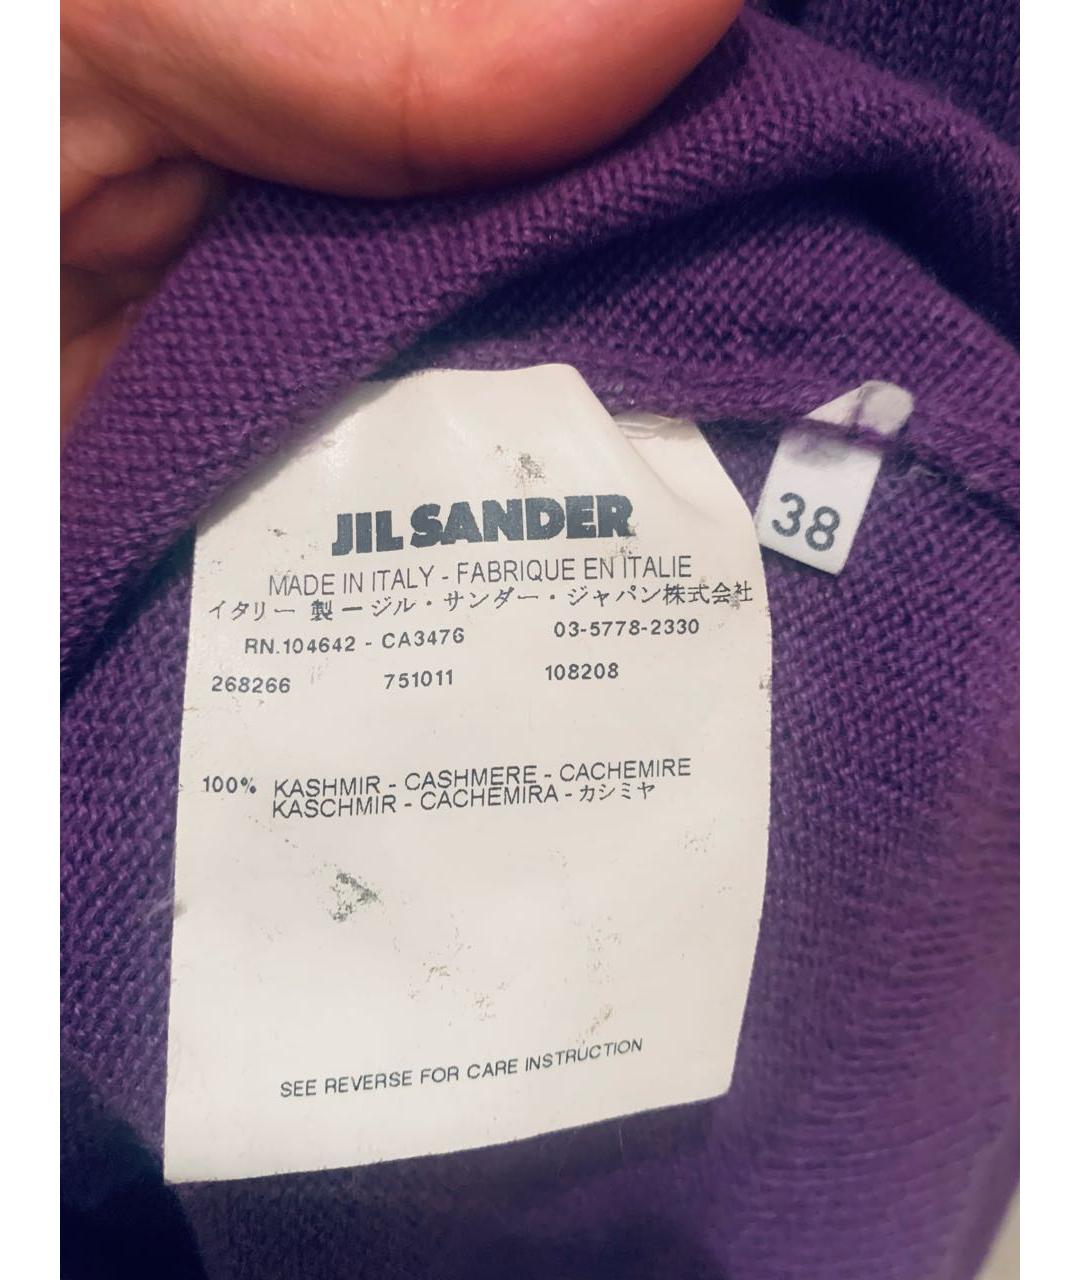 JIL SANDER
MADE IN ITALY - FABRIQUE EN ITALIE
イタリー 製 ー ジル・サンダー・ジャパン株式会社
RN.104642 - CA3476 03-5778-2330
268266 751011 108208
100% KASHMIR - CASHMERE - CACHEMIRE
KASCHMIR - CACHEMIRA - カシミヤ
SEE REVERSE FOR CARE INSTRUCTION
38